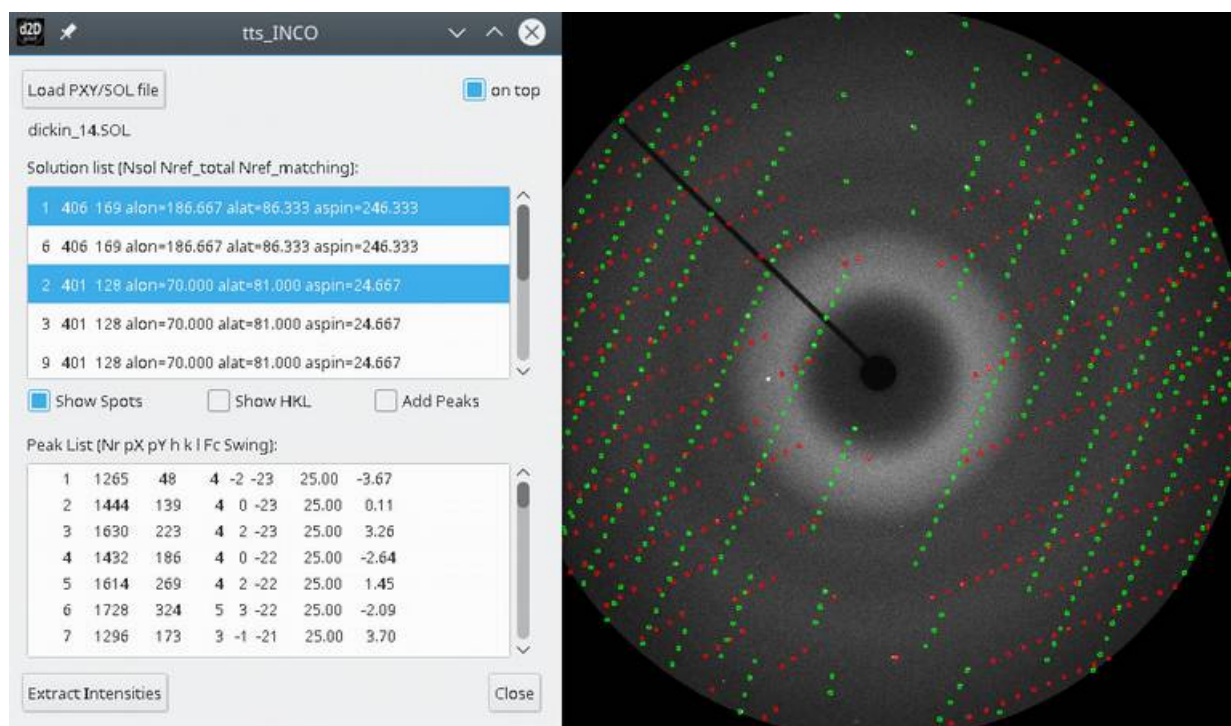 d2D
tts_INCO
Load PXY/SOL file
on top
dickin_14.SOL
Solution list [Nsol Nref_total Nref_matching]:
1 406 169 alon=186.667 alat=86.333 aspin=246.333
6 406 169 alon=186.667 alat=86.333 aspin=246.333
2 401 128 alon=70.000 alat=81.000 aspin=24.667
3 401 128 alon=70.000 alat=81.000 aspin=24.667
9 401 128 alon=70.000 alat=81.000 aspin=24.667
Show Spots Show HKL Add Peaks
Peak List [Nr pX pY h k l Fc Swing]:
1 1265 48 4 -2 -23 25.00 -3.67
2 1444 139 4 0 -23 25.00 0.11
3 1630 223 4 2 -23 25.00 3.26
4 1432 186 4 0 -22 25.00 -2.64
5 1614 269 4 2 -22 25.00 1.45
6 1728 324 5 3 -22 25.00 -2.09
7 1296 173 3 -1 -21 25.00 3.70
Extract Intensities
Close